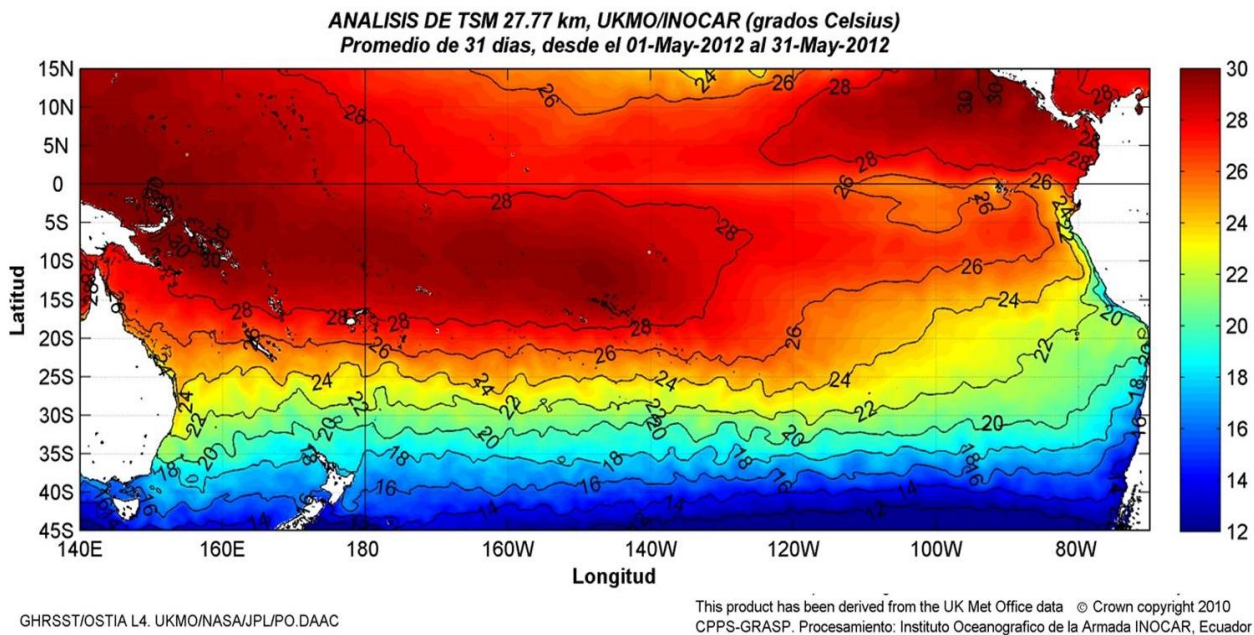 ANALISIS DE TSM 27.77 km, UKMO/INOCAR (grados Celsius)
Promedio de 31 dias, desde el 01-May-2012 al 31-May-2012
15N
10N
5N
0
5S
10S
15S
20S
25S
30S
35S
40S
45S
Latitud
140E 160E 180 160W 140W 120W 100W 80W
Longitud
30
28
26
24
22
20
18
16
14
12
GHRSST/OSTIA L4. UKMO/NASA/JPL/PO.DAAC
This product has been derived from the UK Met Office data © Crown copyright 2010
CPPS-GRASP. Procesamiento: Instituto Oceanografico de la Armada INOCAR, Ecuador